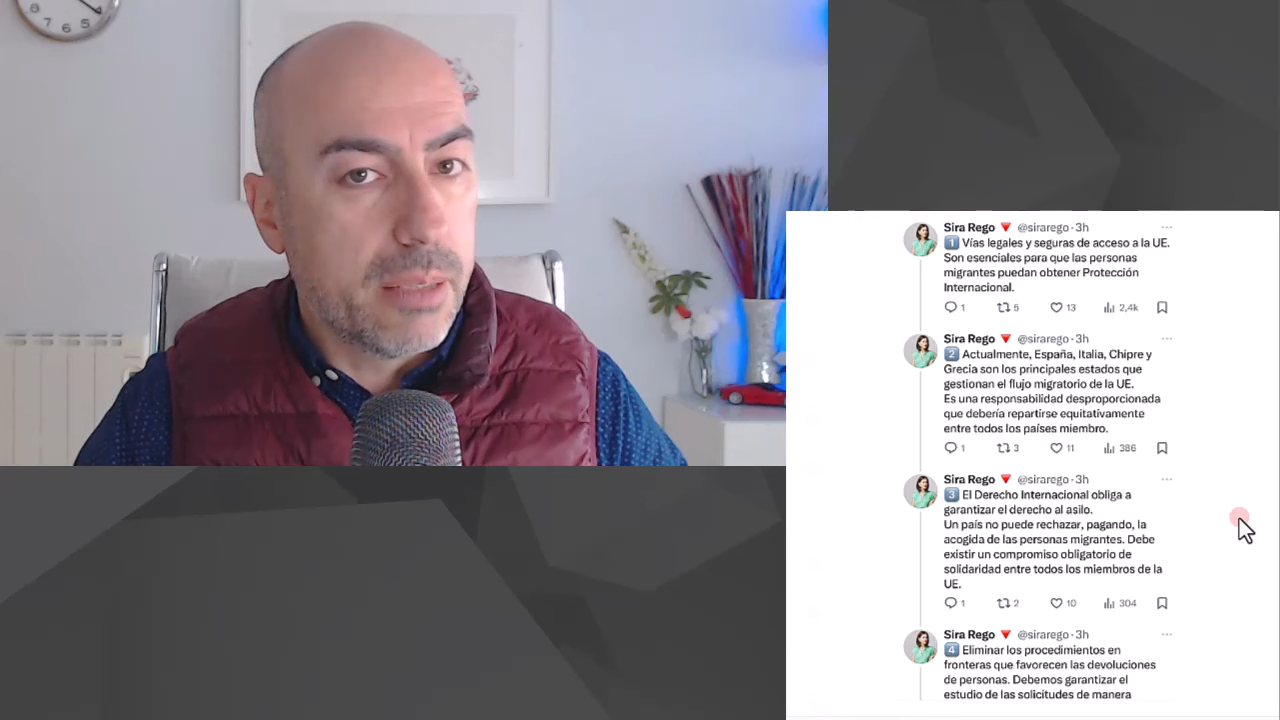 8
7
6
5
Sira Rego @sirarego · 3h
1 Vías legales y seguras de acceso a la UE.
Son esenciales para que las personas
migrantes puedan obtener Protección
Internacional.
1 5 13 2,4k
Sira Rego @sirarego · 3h
2 Actualmente, España, Italia, Chipre y
Grecia son los principales estados que
gestionan el flujo migratorio de la UE.
Es una responsabilidad desproporcionada
que debería repartirse equitativamente
entre todos los países miembro.
1 3 11 386
Sira Rego @sirarego · 3h
3 El Derecho Internacional obliga a
garantizar el derecho al asilo.
Un país no puede rechazar, pagando, la
acogida de las personas migrantes. Debe
existir un compromiso obligatorio de
solidaridad entre todos los miembros de la
UE.
1 2 10 304
Sira Rego @sirarego · 3h
4 Eliminar los procedimientos en
fronteras que favorecen las devoluciones
de personas. Debemos garantizar el
estudio de las solicitudes de manera